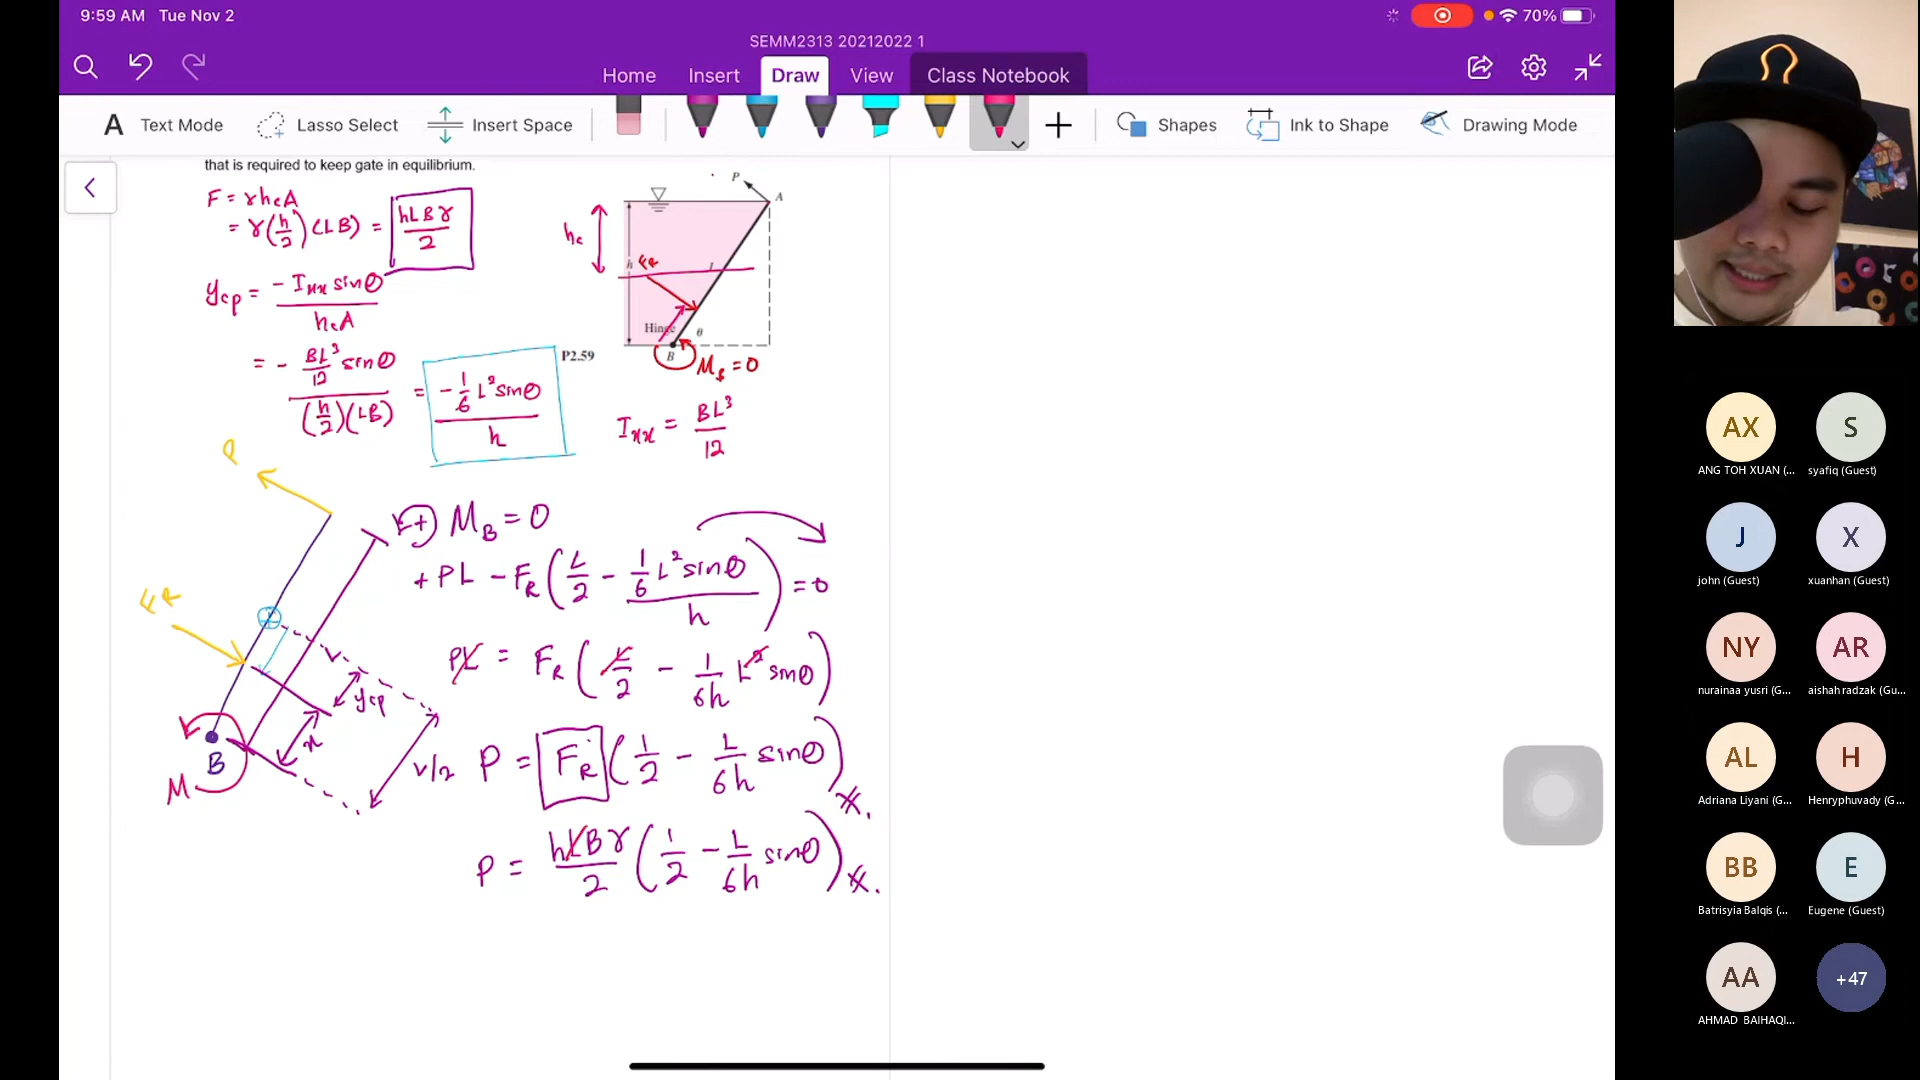 9:59 AM Tue Nov 2
70%
SEMM2313 20212022 1
Home Insert Draw View Class Notebook
A Text Mode Lasso Select Insert Space Shapes Ink to Shape Drawing Mode
that is required to keep gate in equilibrium.
F = γhcA
= γ(h/2)(LB) = hLBγ/2
ycp = -Ixx sinθ / hcA
= - BL³/12 sinθ / (h/2)(LB) = -1/6 L² sinθ / h
P
A
hc
h
FR
L
Hinge
θ
B
MB = 0
P2.59
Ixx = BL³/12
P
FR
B
M
x
ycp
L/2
+ MB = 0
+PL - FR(L/2 - 1/6 L² sinθ / h) = 0
PL = FR(L/2 - 1/6h L² sinθ)
P = FR(1/2 - L/6h sinθ)
P = hLBγ/2 (1/2 - L/6h sinθ)
AX S
ANG TOH XUAN (... syafiq (Guest)
J X
john (Guest) xuanhan (Guest)
NY AR
nurainaa yusri (G... aishah radzak (Gu...
AL H
Adriana Liyani (G... Henryphuvady (G...
BB E
Batrisyia Balqis (... Eugene (Guest)
AA +47
AHMAD BAIHAQI...